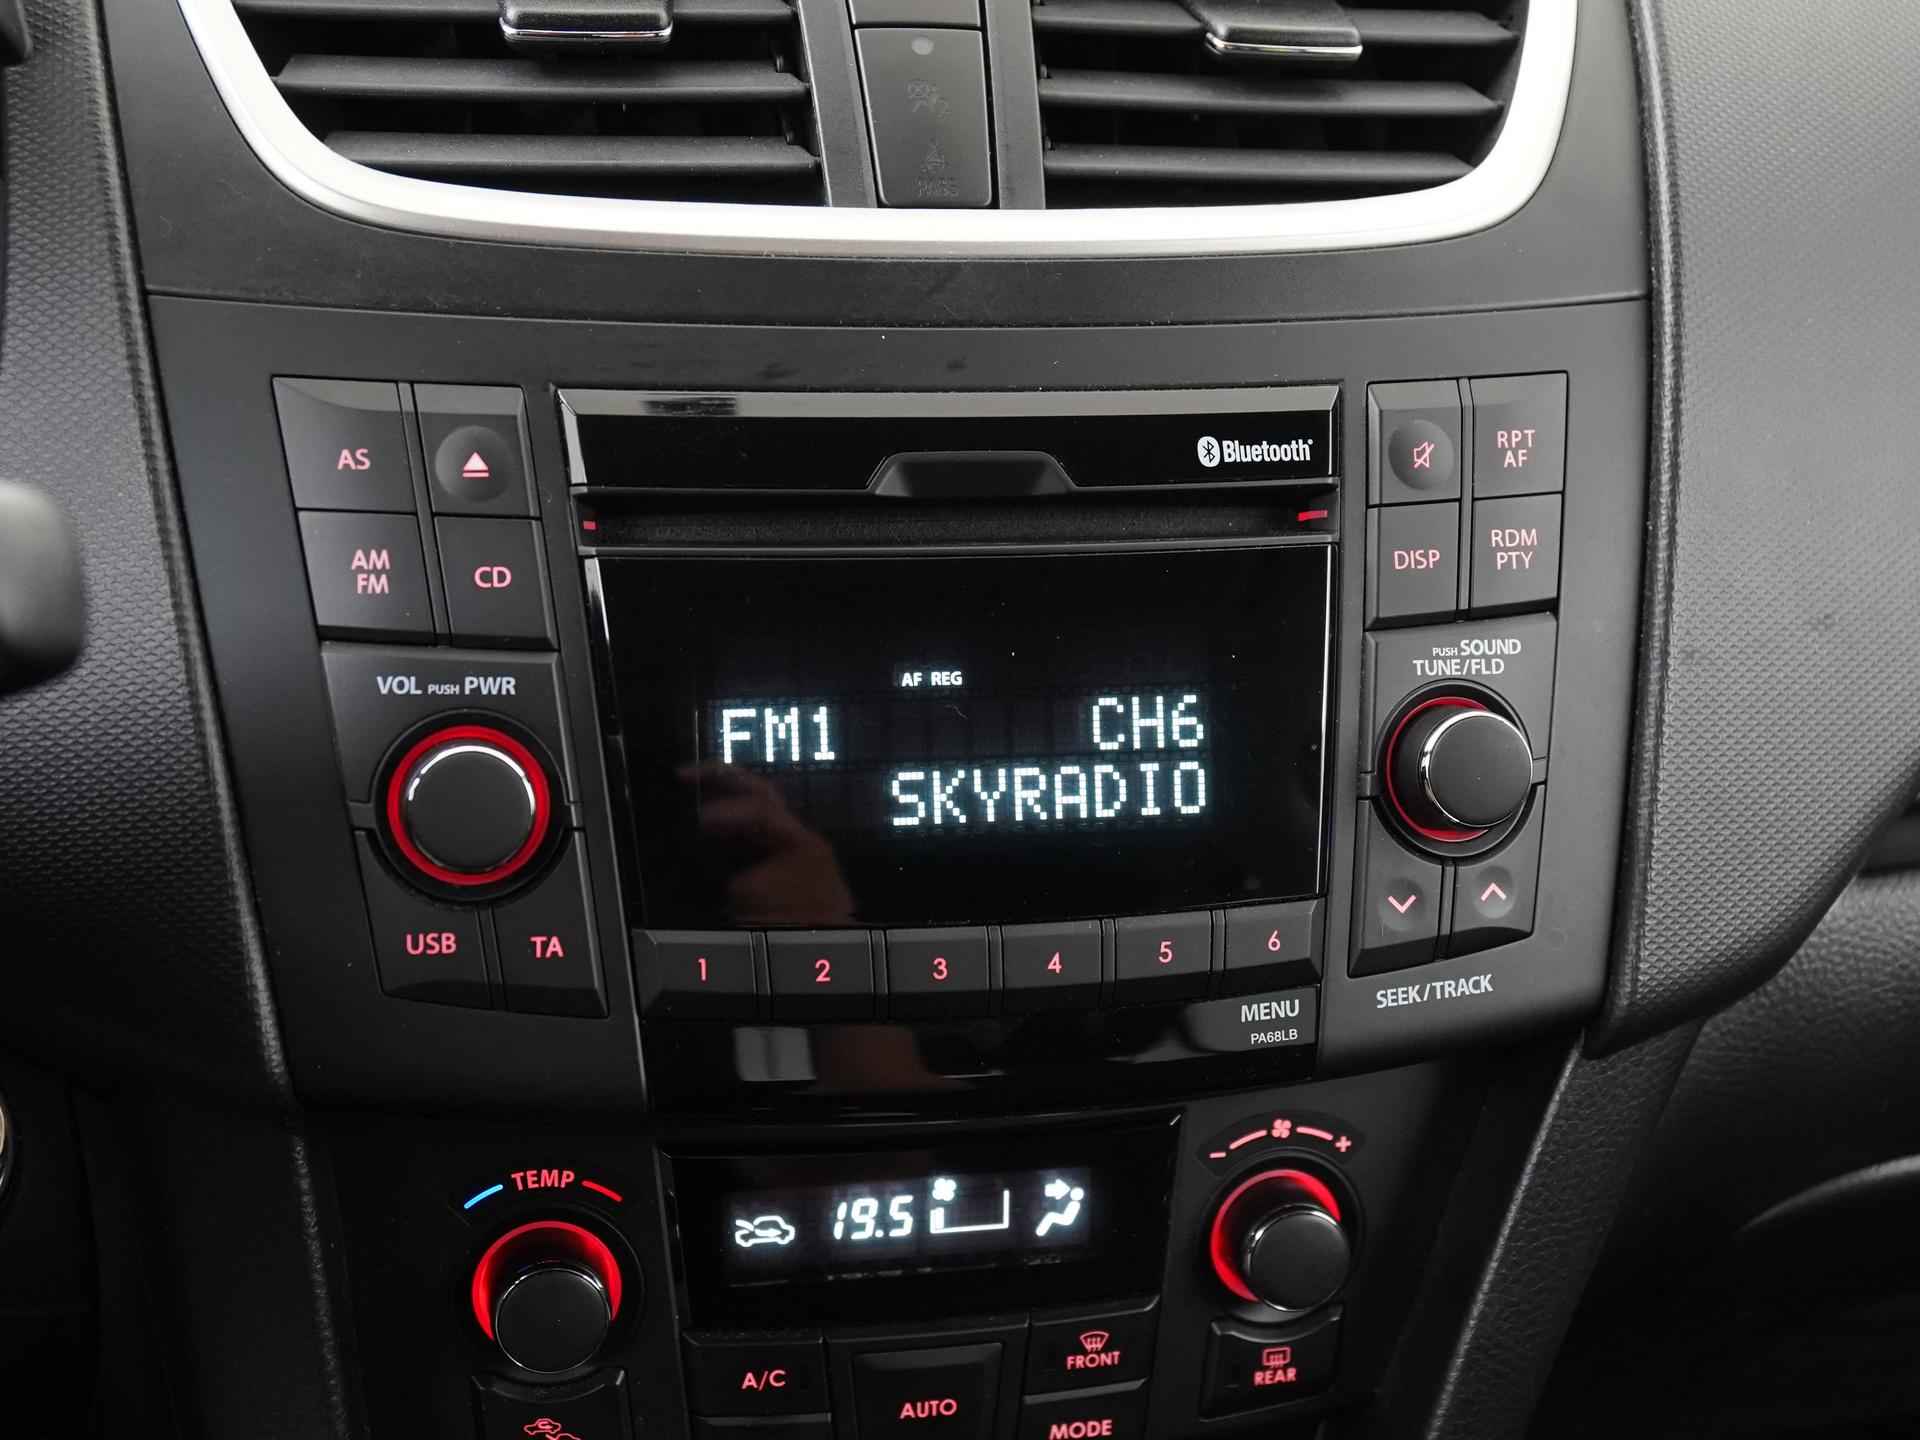 PASS
Bluetooth®
AS
AM
FM
CD
RPT
AF
DISP
RDM
PTY
VOL PUSH PWR
PUSH SOUND
TUNE/FLD
AF REG
FM1 CH6
SKYRADIO
USB TA
1 2 3 4 5 6
MENU
PA68LB
SEEK/TRACK
TEMP
- +
19.5
A/C
AUTO
FRONT
MODE
REAR